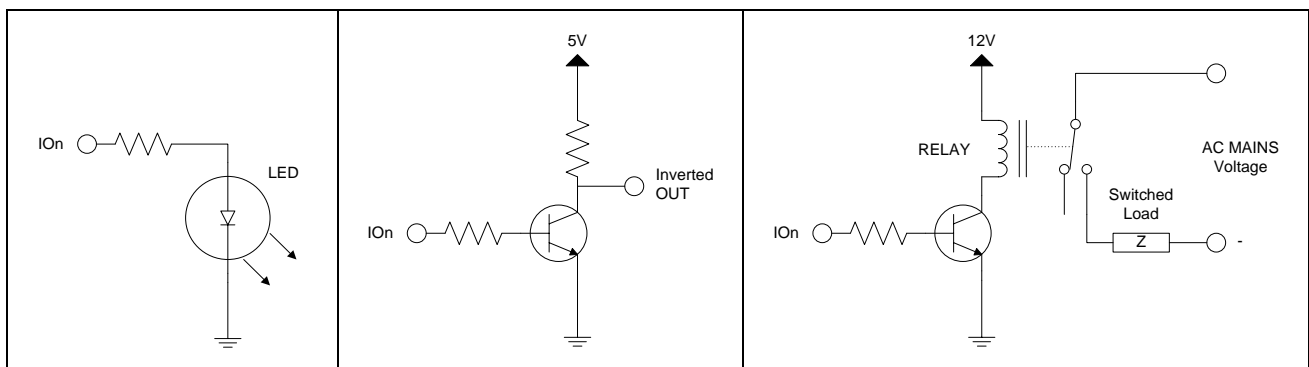 IOn
LED
5V
Inverted
OUT
IOn
12V
RELAY
AC MAINS
Voltage
Switched
Load
IOn
Z
-